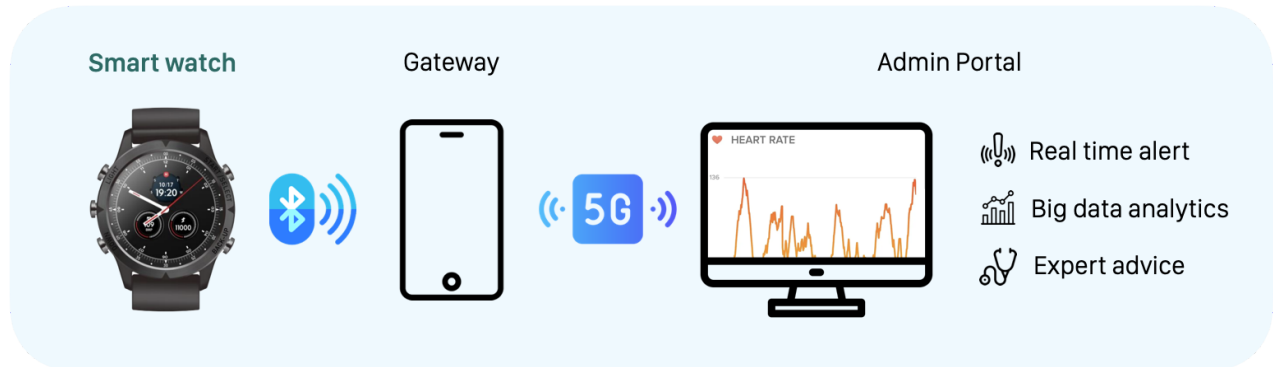 Smart watch
Gateway
Admin Portal
10/17
19:20
11000
5G
HEART RATE
136
Real time alert
Big data analytics
Expert advice